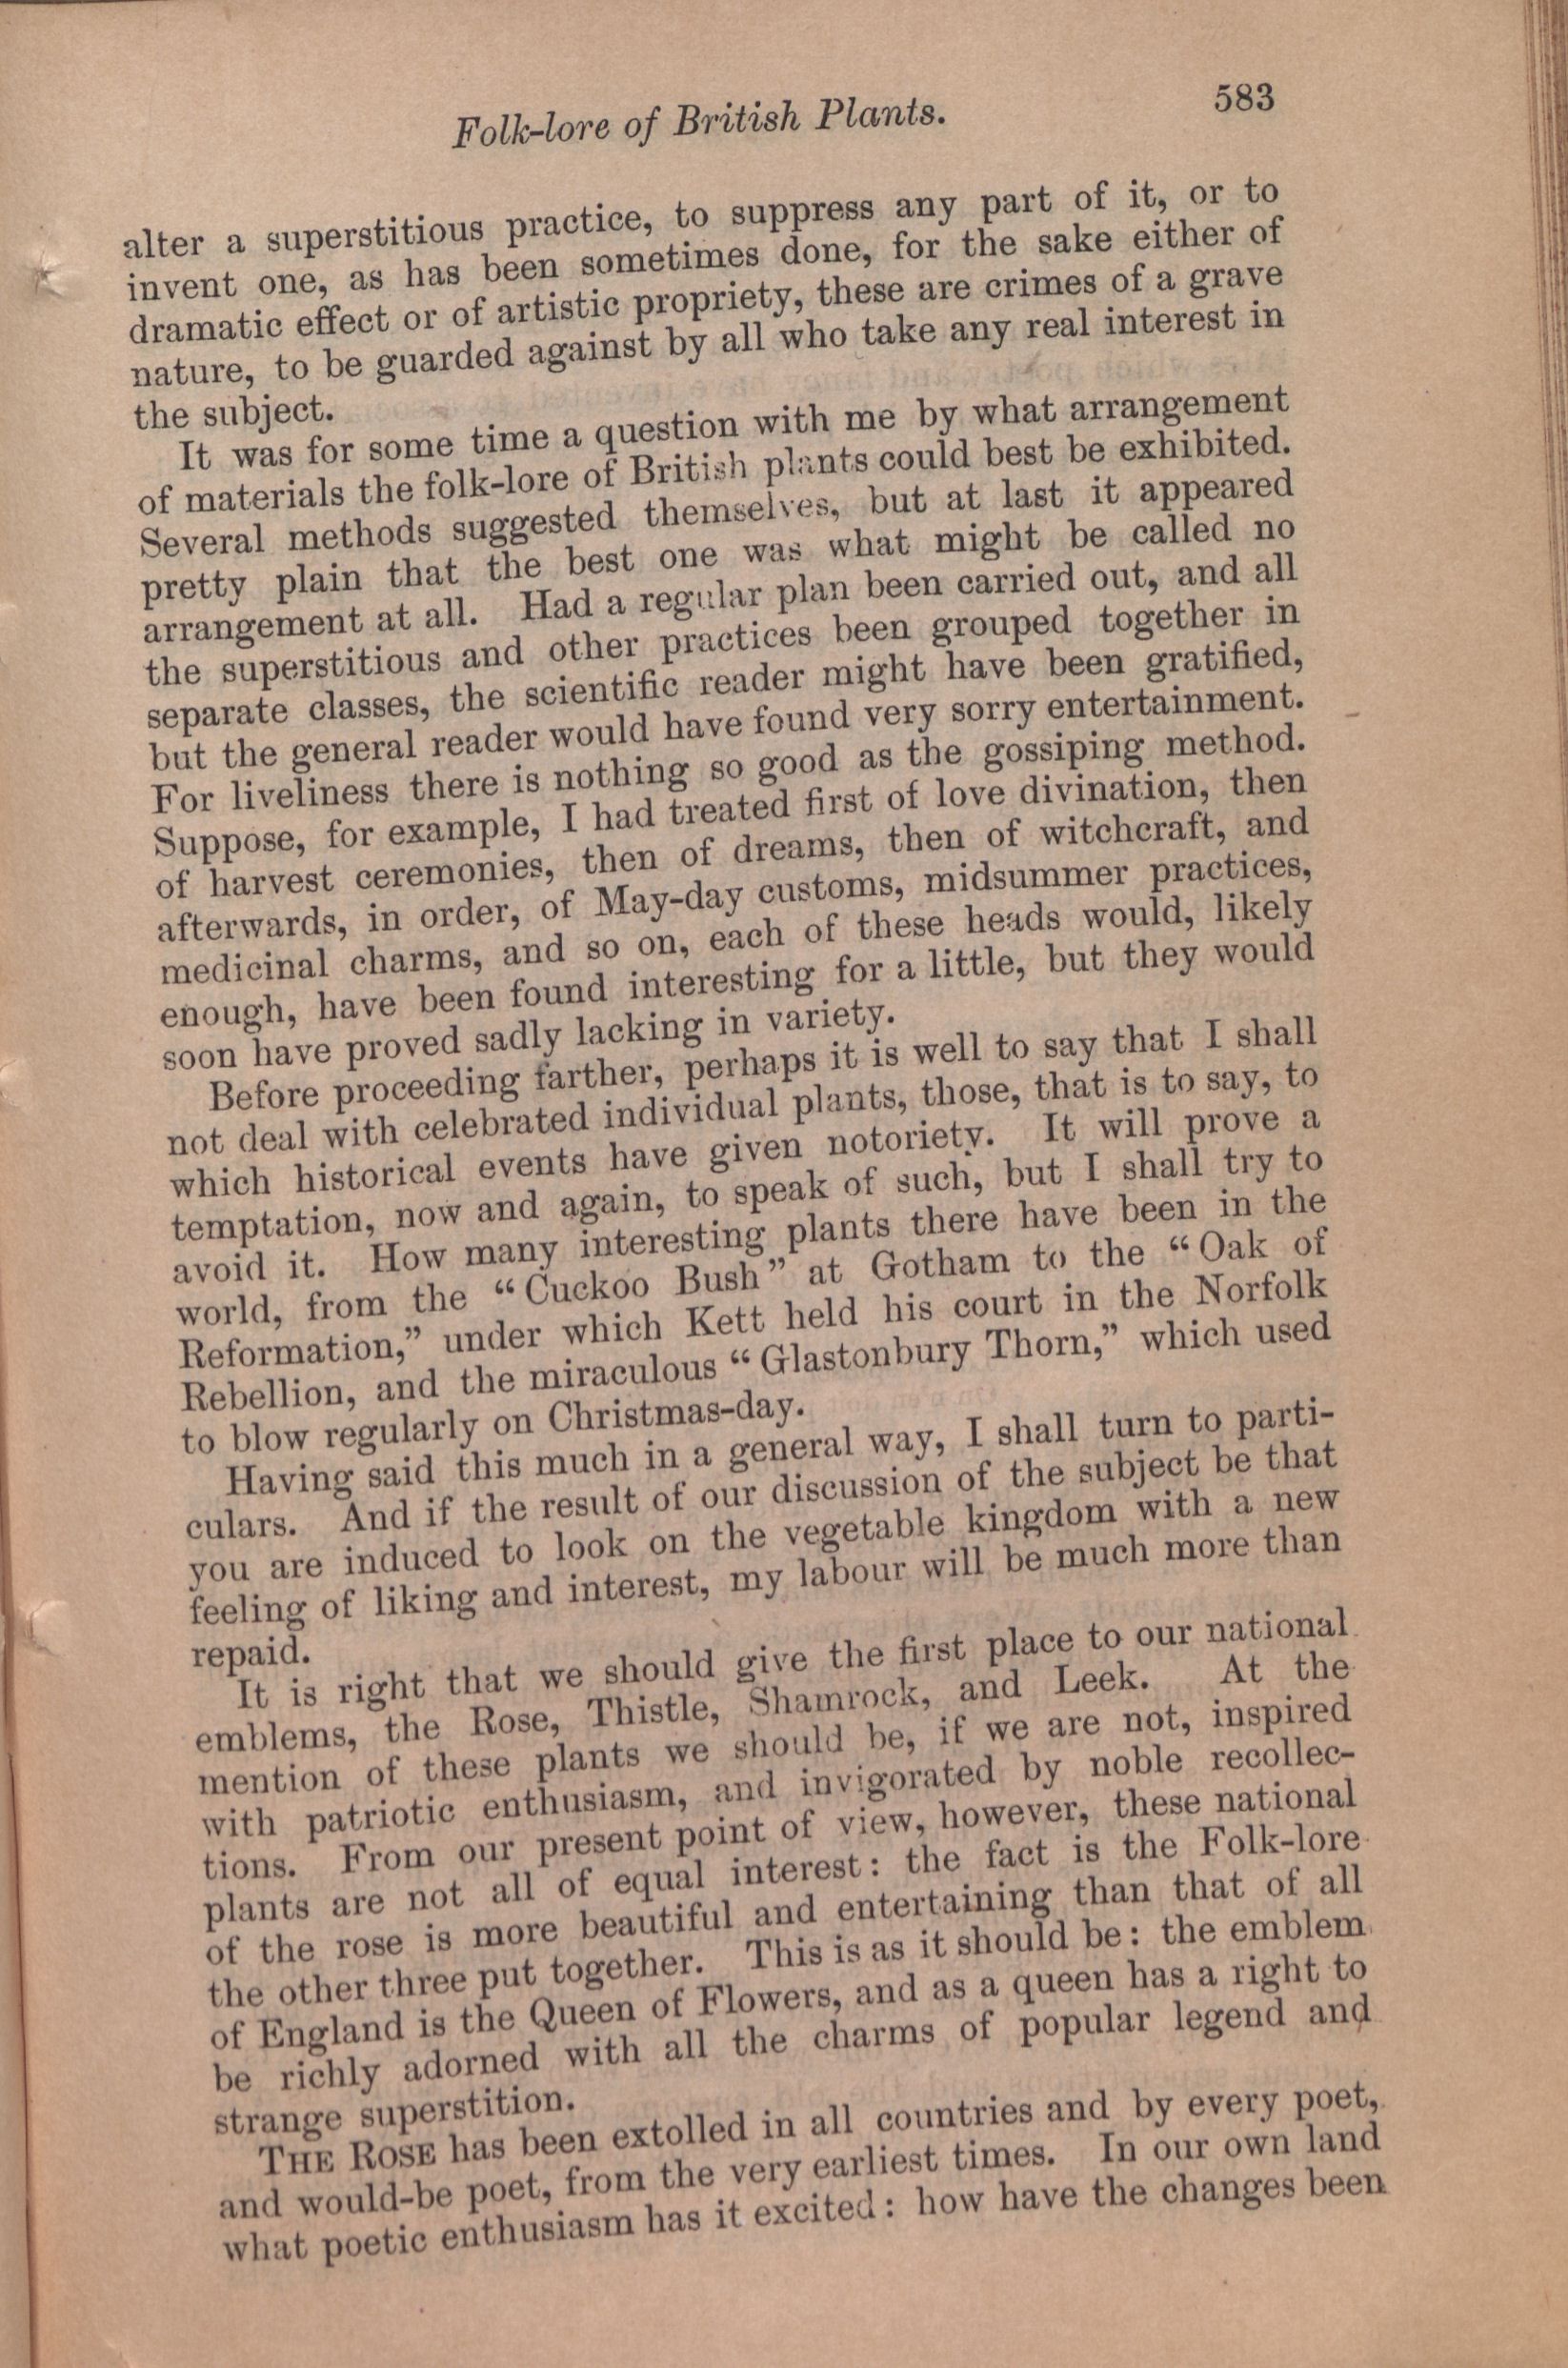 Folk-lore of British Plants. 583
alter a superstitious practice, to suppress any part of it, or to
invent one, as has been sometimes done, for the sake either of
dramatic effect or of artistic propriety, these are crimes of a grave
nature, to be guarded against by all who take any real interest in
the subject.
It was for some time a question with me by what arrangement
of materials the folk-lore of British plants could best be exhibited.
Several methods suggested themselves, but at last it appeared
pretty plain that the best one was what might be called no
arrangement at all. Had a regular plan been carried out, and all
the superstitious and other practices been grouped together in
separate classes, the scientific reader might have been gratified,
but the general reader would have found very sorry entertainment.
For liveliness there is nothing so good as the gossiping method.
Suppose, for example, I had treated first of love divination, then
of harvest ceremonies, then of dreams, then of witchcraft, and
afterwards, in order, of May-day customs, midsummer practices,
medicinal charms, and so on, each of these heads would, likely
enough, have been found interesting for a little, but they would
soon have proved sadly lacking in variety.
Before proceeding farther, perhaps it is well to say that I shall
not deal with celebrated individual plants, those, that is to say, to
which historical events have given notoriety. It will prove a
temptation, now and again, to speak of such, but I shall try to
avoid it. How many interesting plants there have been in the
world, from the “Cuckoo Bush” at Gotham to the “Oak of
Reformation,” under which Kett held his court in the Norfolk
Rebellion, and the miraculous “Glastonbury Thorn,” which used
to blow regularly on Christmas-day.
Having said this much in a general way, I shall turn to parti-
culars. And if the result of our discussion of the subject be that
you are induced to look on the vegetable kingdom with a new
feeling of liking and interest, my labour will be much more than
repaid.
It is right that we should give the first place to our national
emblems, the Rose, Thistle, Shamrock, and Leek. At the
mention of these plants we should be, if we are not, inspired
with patriotic enthusiasm, and invigorated by noble recollec-
tions. From our present point of view, however, these national
plants are not all of equal interest: the fact is the Folk-lore
of the rose is more beautiful and entertaining than that of all
the other three put together. This is as it should be: the emblem
of England is the Queen of Flowers, and as a queen has a right to
be richly adorned with all the charms of popular legend and
strange superstition.
THE ROSE has been extolled in all countries and by every poet,
and would-be poet, from the very earliest times. In our own land
what poetic enthusiasm has it excited: how have the changes been